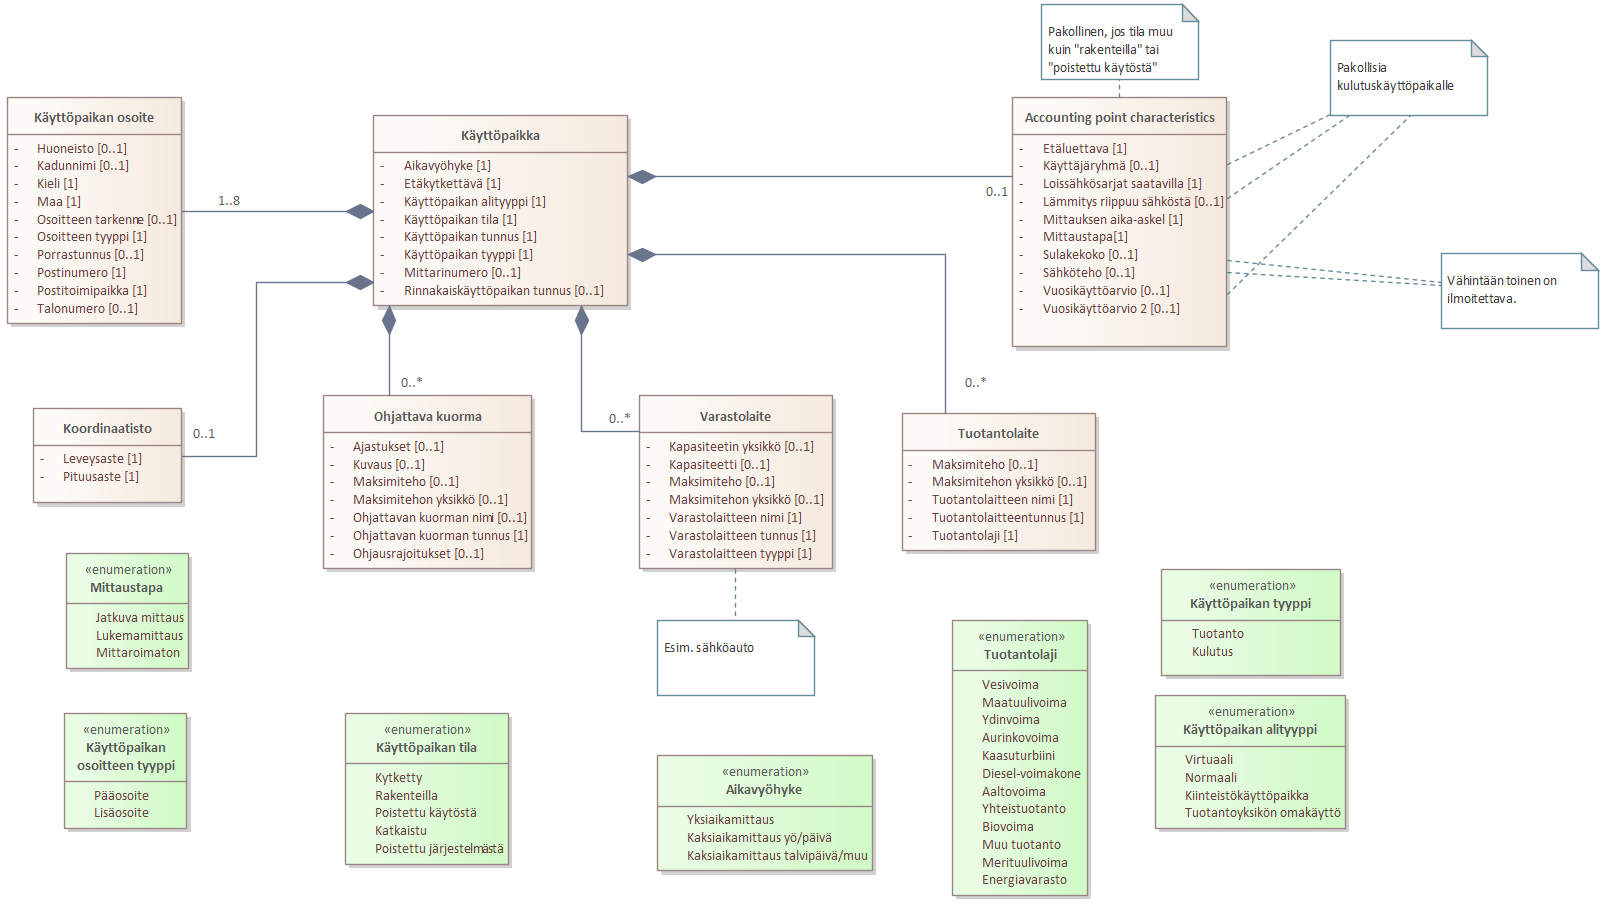 Pakollinen, jos tila muu
kuin "rakenteilla" tai
"poistettu käytöstä"
Pakollisia
kulutuskäyttöpaikalle
Käyttöpaikan osoite
- Huoneisto [0..1]
- Kadunnimi [0..1]
- Kieli [1]
- Maa [1]
- Osoitteen tarkenne [0..1]
- Osoitteen tyyppi [1]
- Porrastunnus [0..1]
- Postinumero [1]
- Postitoimipaikka [1]
- Talonumero [0..1]
1..8
Käyttöpaikka
- Aikavyöhyke [1]
- Etäkytkettävä [1]
- Käyttöpaikan alityyppi [1]
- Käyttöpaikan tila [1]
- Käyttöpaikan tunnus [1]
- Käyttöpaikan tyyppi [1]
- Mittarinumero [0..1]
- Rinnakaiskäyttöpaikan tunnus [0..1]
0..1
Accounting point characteristics
- Etäluettava [1]
- Käyttäjäryhmä [0..1]
- Loissähkösarjat saatavilla [1]
- Lämmitys riippuu sähköstä [0..1]
- Mittauksen aika-askel [1]
- Mittaustapa[1]
- Sulakekoko [0..1]
- Sähköteho [0..1]
- Vuosikäyttöarvio [0..1]
- Vuosikäyttöarvio 2 [0..1]
Vähintään toinen on
ilmoitettava.
Koordinaatisto
- Leveysaste [1]
- Pituusaste [1]
0..1
0..*
Ohjattava kuorma
- Ajastukset [0..1]
- Kuvaus [0..1]
- Maksimiteho [0..1]
- Maksimitehon yksikkö [0..1]
- Ohjattavan kuorman nimi [0..1]
- Ohjattavan kuorman tunnus [1]
- Ohjausrajoitukset [0..1]
0..*
Varastolaite
- Kapasiteetin yksikkö [0..1]
- Kapasiteetti [0..1]
- Maksimiteho [0..1]
- Maksimitehon yksikkö [0..1]
- Varastolaitteen nimi [1]
- Varastolaitteen tunnus [1]
- Varastolaitteen tyyppi [1]
0..*
Tuotantolaite
- Maksimiteho [0..1]
- Maksimitehon yksikkö [0..1]
- Tuotantolaitteen nimi [1]
- Tuotantolaitteentunnus [1]
- Tuotantolaji [1]
«enumeration»
Mittaustapa
Jatkuva mittaus
Lukemamittaus
Mittaroimaton
Esim. sähköauto
«enumeration»
Tuotantolaji
Vesivoima
Maatuulivoima
Ydinvoima
Aurinkovoima
Kaasuturbiini
Diesel-voimakone
Aaltovoima
Yhteistuotanto
Biovoima
Muu tuotanto
Merituulivoima
Energiavarasto
«enumeration»
Käyttöpaikan tyyppi
Tuotanto
Kulutus
«enumeration»
Käyttöpaikan alityyppi
Virtuaali
Normaali
Kiinteistökäyttöpaikka
Tuotantoyksikön omakäyttö
«enumeration»
Käyttöpaikan
osoitteen tyyppi
Pääosoite
Lisäosoite
«enumeration»
Käyttöpaikan tila
Kytketty
Rakenteilla
Poistettu käytöstä
Katkaistu
Poistettu järjestelmästä
«enumeration»
Aikavyöhyke
Yksiaikamittaus
Kaksiaikamittaus yö/päivä
Kaksiaikamittaus talvipäivä/muu